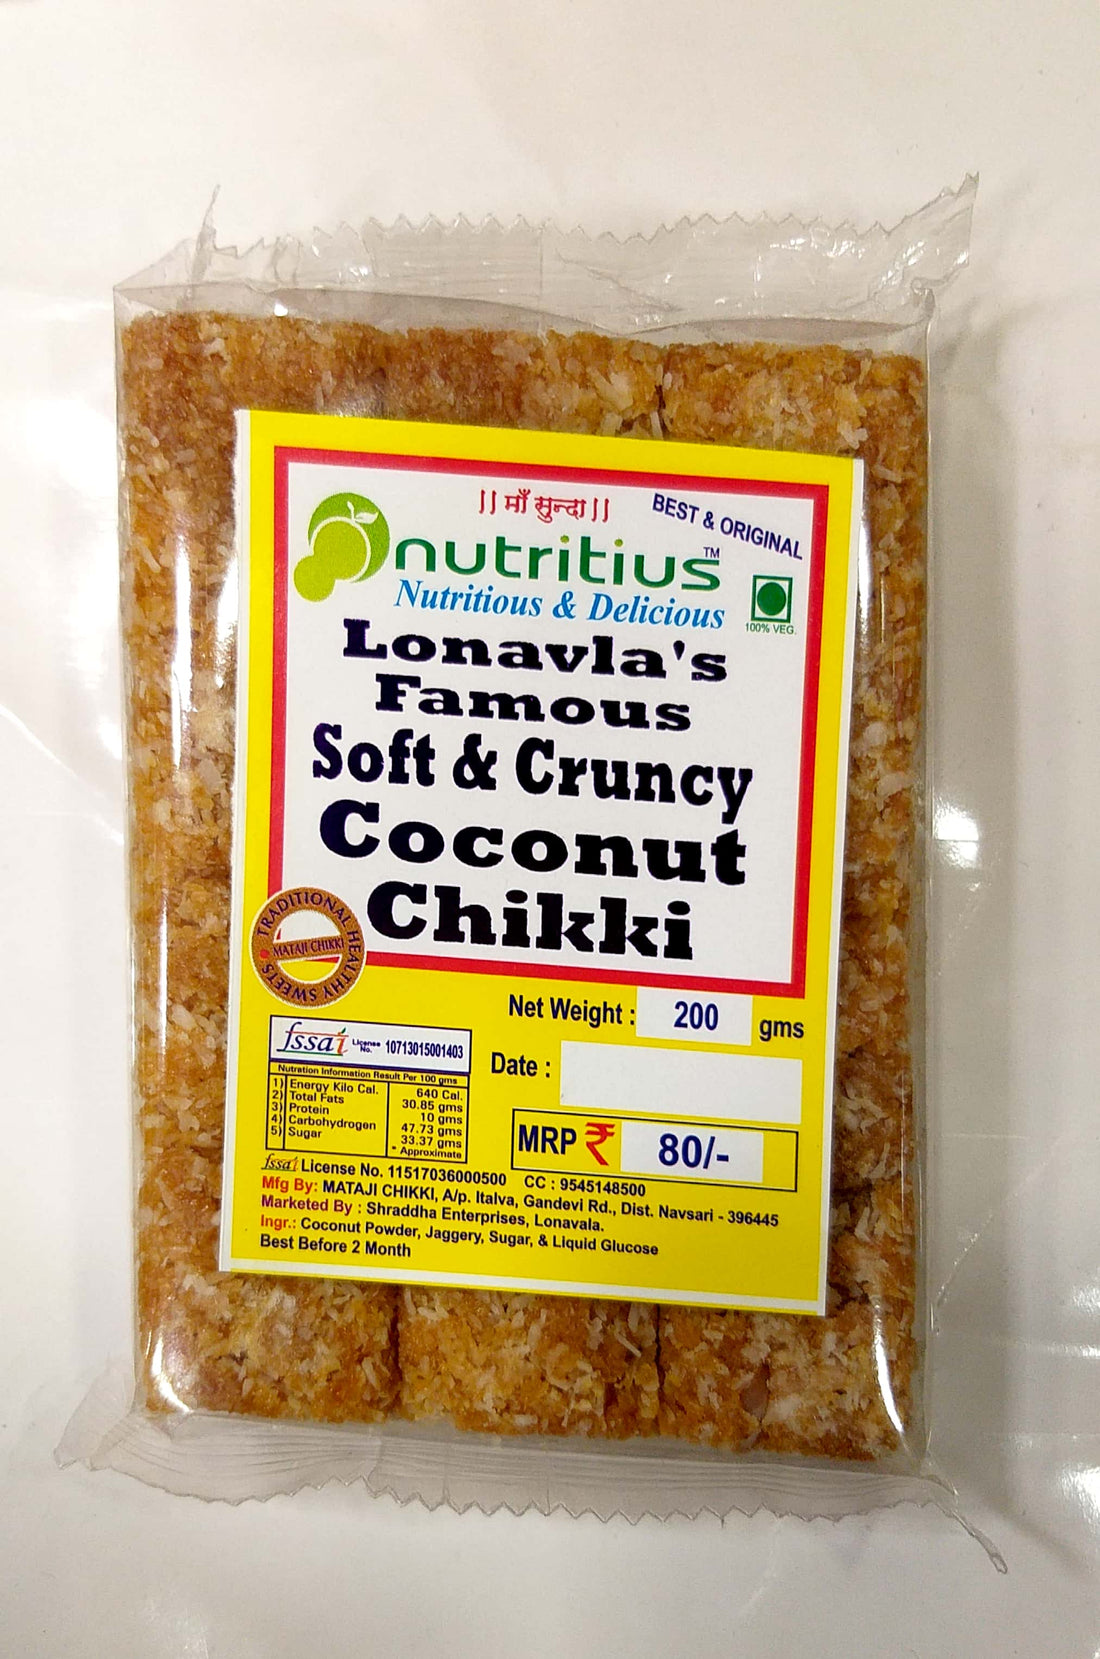 || माँ सुन्दा ||
BEST & ORIGINAL
nutritius™
Nutritious & Delicious
100% VEG.
Lonavla's
Famous
Soft & Cruncy
Coconut
Chikki
TRADITIONAL HEALTHY SWEETS
MATAJI CHIKKI
Net Weight : 200 gms
Date :
MRP ₹ 80/-
fssai License No. 10713015001403
Nutration Information Result Per 100 gms
1) Energy Kilo Cal. 640 Cal.
2) Total Fats 30.85 gms
3) Protein 10 gms
4) Carbohydrogen 47.73 gms
5) Sugar 33.37 gms
* Approximate
fssai License No. 11517036000500 CC : 9545148500
Mfg By: MATAJI CHIKKI, A/p. Italva, Gandevi Rd., Dist. Navsari - 396445
Marketed By : Shraddha Enterprises, Lonavala.
Ingr.: Coconut Powder, Jaggery, Sugar, & Liquid Glucose
Best Before 2 Month